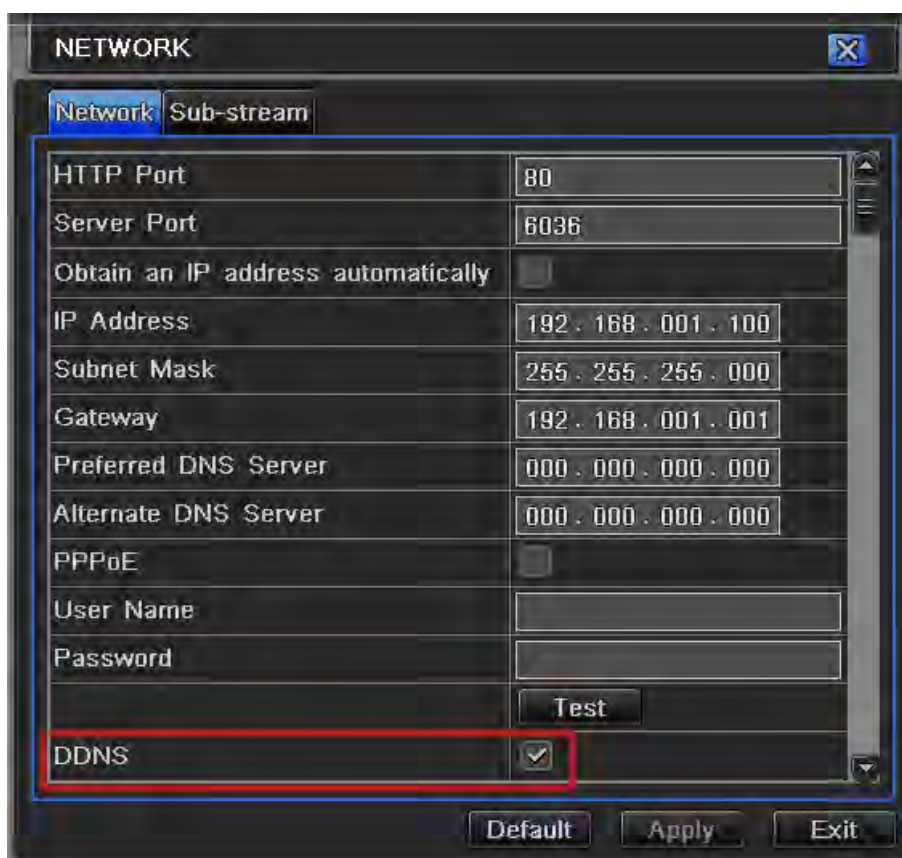 NETWORK
Network Sub-stream
HTTP Port 80
Server Port 6036
Obtain an IP address automatically
IP Address 192 . 168 . 001 . 100
Subnet Mask 255 . 255 . 255 . 000
Gateway 192 . 168 . 001 . 001
Preferred DNS Server 000 . 000 . 000 . 000
Alternate DNS Server 000 . 000 . 000 . 000
PPPoE
User Name
Password
Test
DDNS
Default Apply Exit